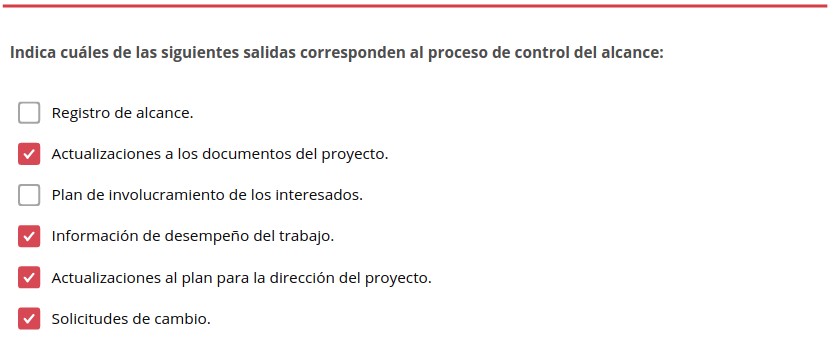 Indica cuáles de las siguientes salidas corresponden al proceso de control del alcance:
Registro de alcance.
Actualizaciones a los documentos del proyecto.
Plan de involucramiento de los interesados.
Información de desempeño del trabajo.
Actualizaciones al plan para la dirección del proyecto.
Solicitudes de cambio.